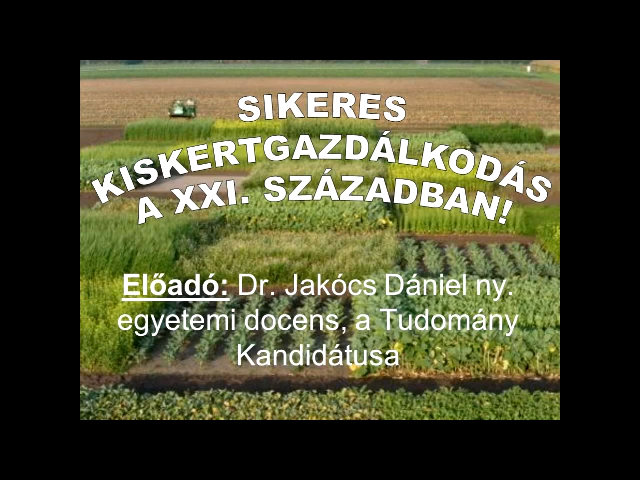 SIKERES
KISKERTGAZDÁLKODÁS
A XXI. SZÁZADBAN!
Előadó: Dr. Jakócs Dániel ny.
egyetemi docens, a Tudomány
Kandidátusa